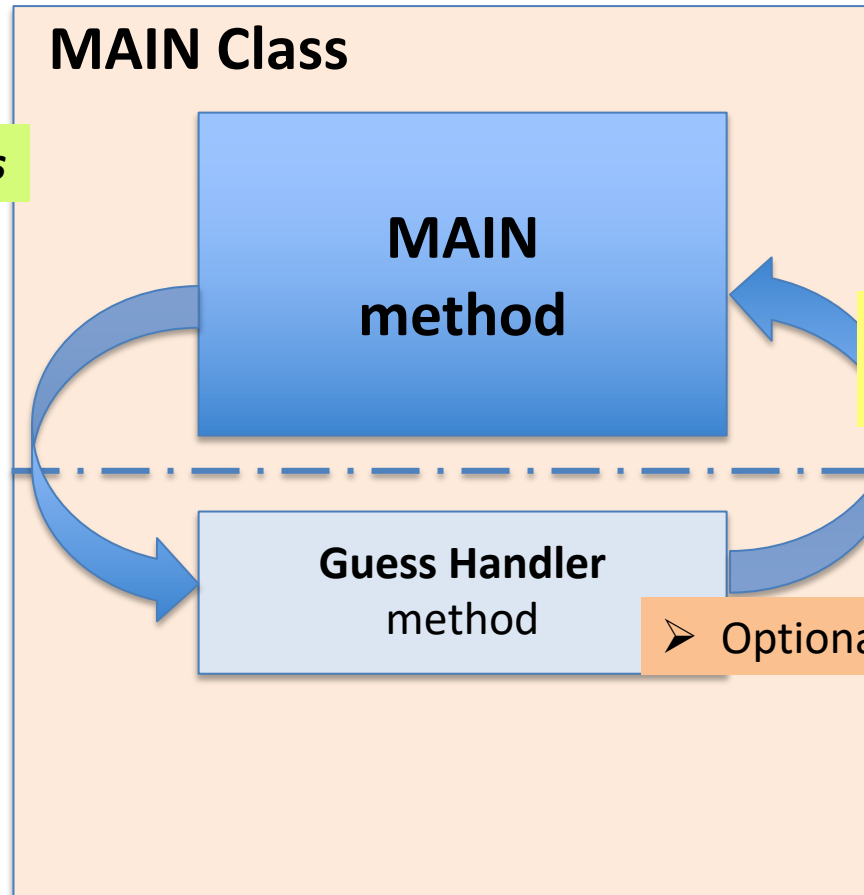 MAIN Class
s
MAIN
method
Guess Handler
method
➢ Optiona